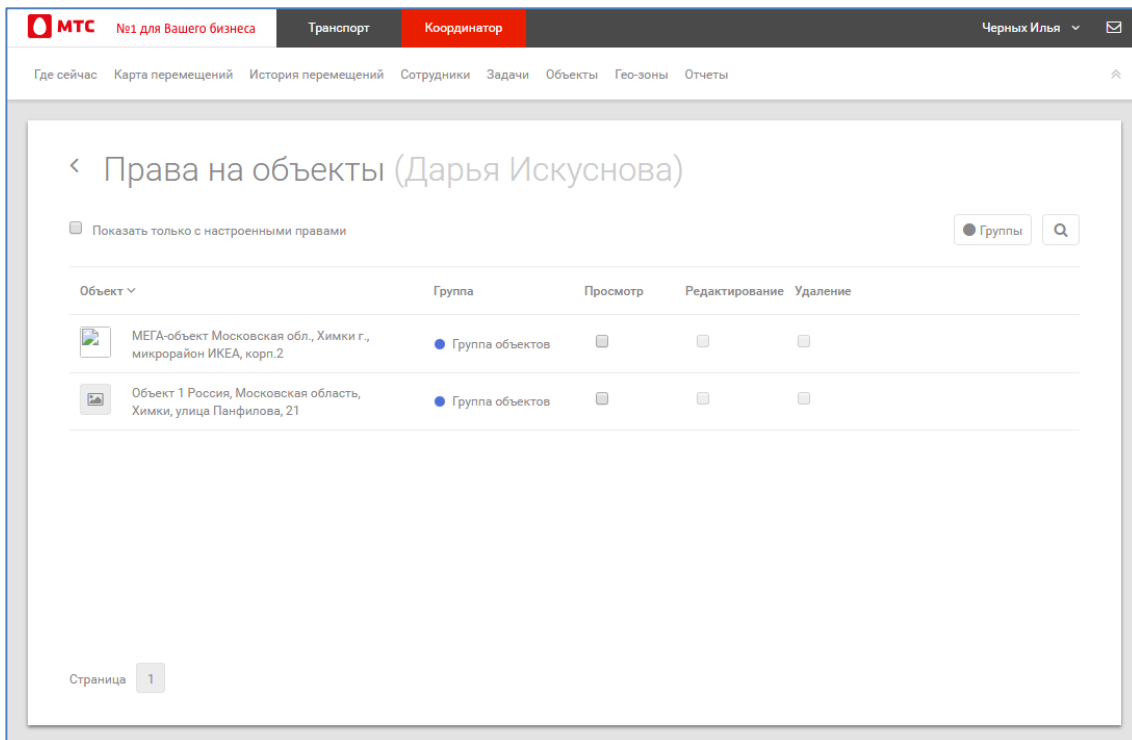 МТС №1 для Вашего бизнеса Транспорт Координатор Черных Илья
Где сейчас Карта перемещений История перемещений Сотрудники Задачи Объекты Гео-зоны Отчеты
Права на объекты (Дарья Искуснова)
Показать только с настроенными правами Группы
Объект Группа Просмотр Редактирование Удаление
МЕГА-объект Московская обл., Химки г.,
микрорайон ИКЕА, корп.2
Группа объектов
Объект 1 Россия, Московская область,
Химки, улица Панфилова, 21
Группа объектов
Страница 1